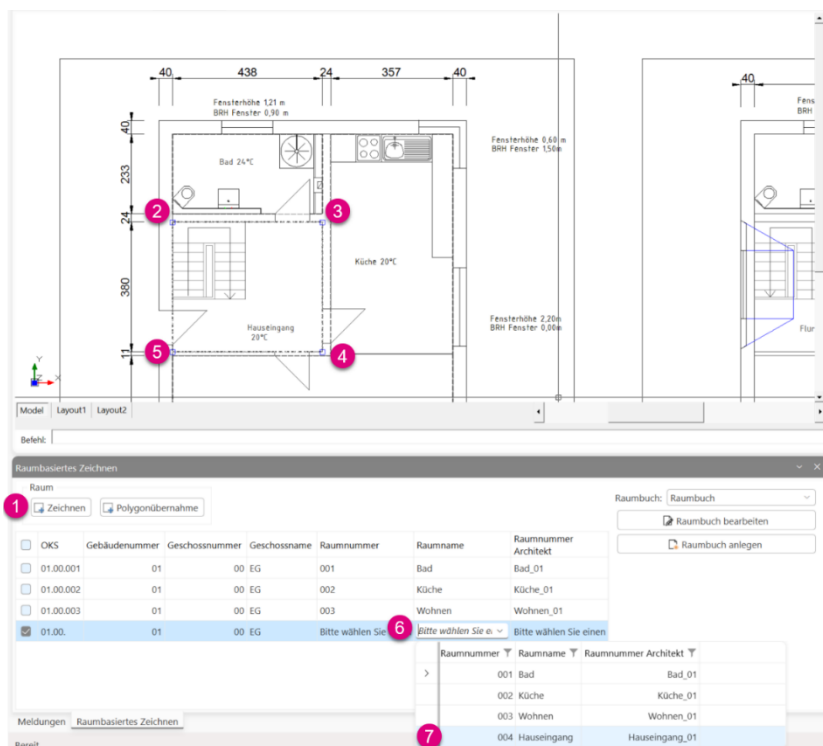 40 438 24 357 40
40
Fensterhöhe 1,21 m
BRH Fenster 0,90 m
Fens
BRH
40
Fensterhöhe 0,60 m
BRH Fenster 1,50m
233
Bad 24°C
24
2
3
380
Küche 20°C
Hauseingang
20°C
Fensterhöhe 2,20m
BRH Fenster 0,00m
Flur
11
5
4
Y
Z X
Model Layout1 Layout2
Befehl:
Raumbasiertes Zeichnen
Raum
1 Zeichnen Polygonübernahme
Raumbuch: Raumbuch
Raumbuch bearbeiten
Raumbuch anlegen
OKS Gebäudenummer Geschossnummer Geschossname Raumnummer Raumname Raumnummer
Architekt
01.00.001 01 00 EG 001 Bad Bad_01
01.00.002 01 00 EG 002 Küche Küche_01
01.00.003 01 00 EG 003 Wohnen Wohnen_01
01.00. 01 00 EG Bitte wählen Sie 6 Bitte wählen Sie ei Bitte wählen Sie einen
Raumnummer Raumname Raumnummer Architekt
001 Bad Bad_01
002 Küche Küche_01
003 Wohnen Wohnen_01
7 004 Hauseingang Hauseingang_01
Meldungen Raumbasiertes Zeichnen
Bereit